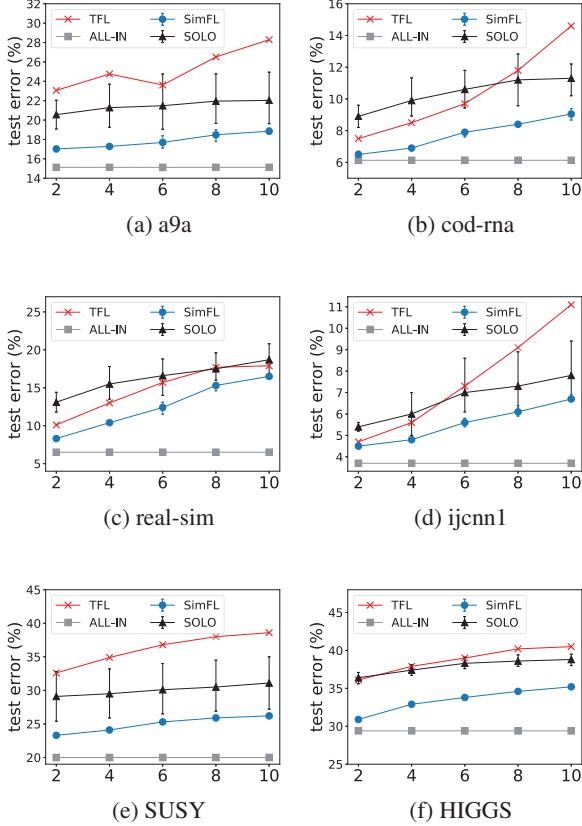 32
30
28
26
24
22
20
18
16
14
test error (%)
TFL
ALL-IN
SimFL
SOLO
2 4 6 8 10
(a) a9a
16
14
12
10
8
6
test error (%)
TFL
ALL-IN
SimFL
SOLO
2 4 6 8 10
(b) cod-rna
25
20
15
10
5
test error (%)
TFL
ALL-IN
SimFL
SOLO
2 4 6 8 10
(c) real-sim
11
10
9
8
7
6
5
4
test error (%)
TFL
ALL-IN
SimFL
SOLO
2 4 6 8 10
(d) ijcnn1
45
40
35
30
25
20
test error (%)
TFL
ALL-IN
SimFL
SOLO
2 4 6 8 10
(e) SUSY
45
40
35
30
25
test error (%)
TFL
ALL-IN
SimFL
SOLO
2 4 6 8 10
(f) HIGGS